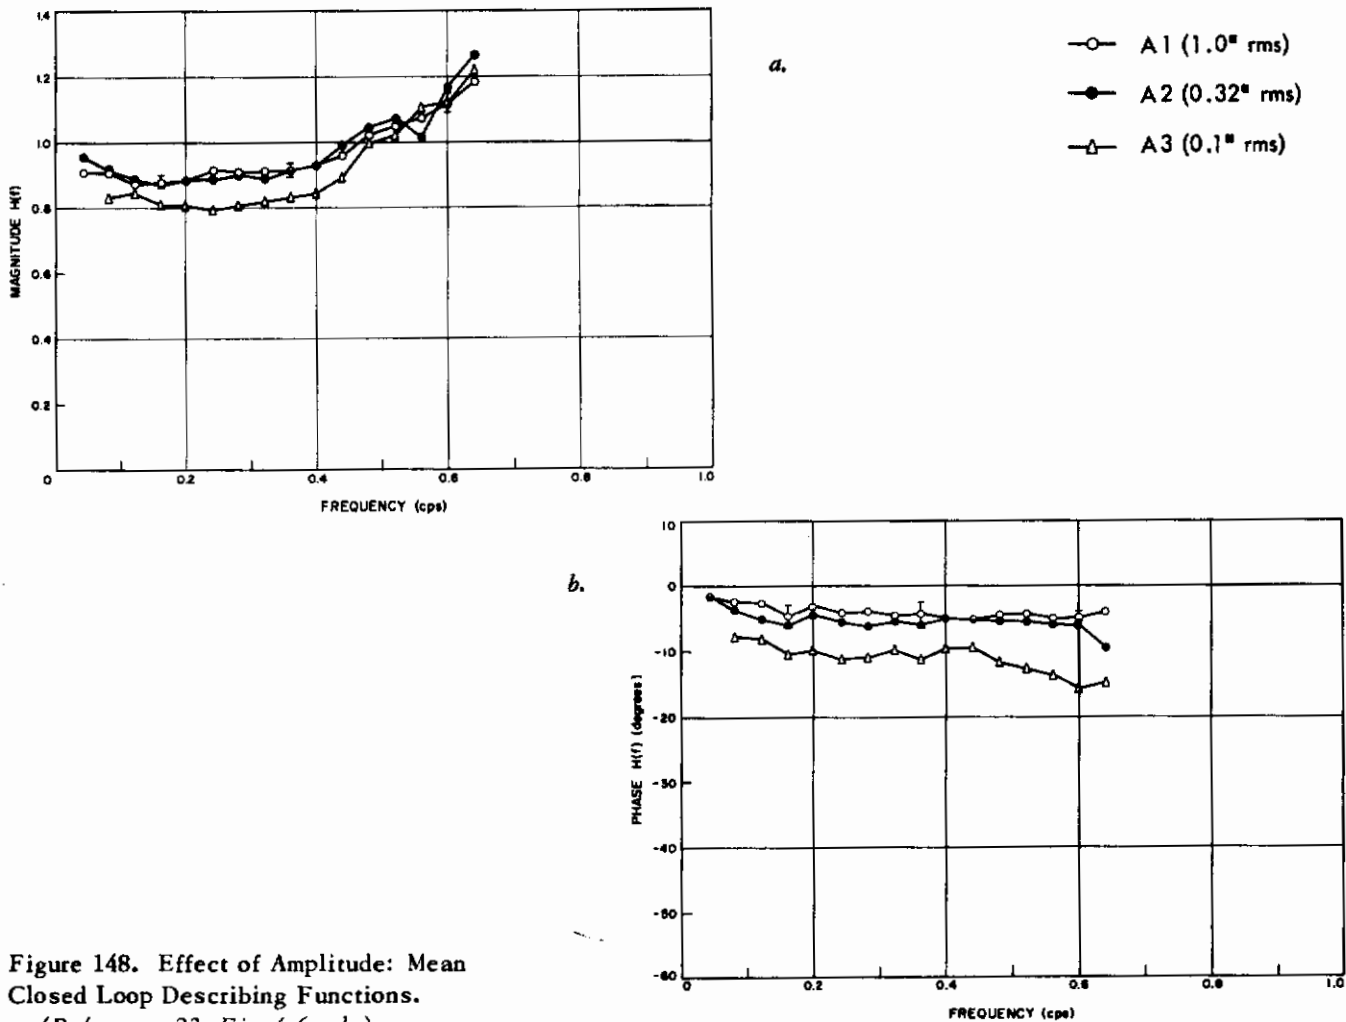 a.
A1 (1.0" rms)
A2 (0.32" rms)
A3 (0.1" rms)
1.4
1.2
1.0
0.8
0.6
0.4
0.2
0
0.2
0.4
0.6
0.8
1.0
MAGNITUDE H(f)
FREQUENCY (cps)
b.
10
0
-10
-20
-30
-40
-50
-60
0
0.2
0.4
0.6
0.8
1.0
PHASE H(f) (degrees)
FREQUENCY (cps)
Figure 148. Effect of Amplitude: Mean
Closed Loop Describing Functions.